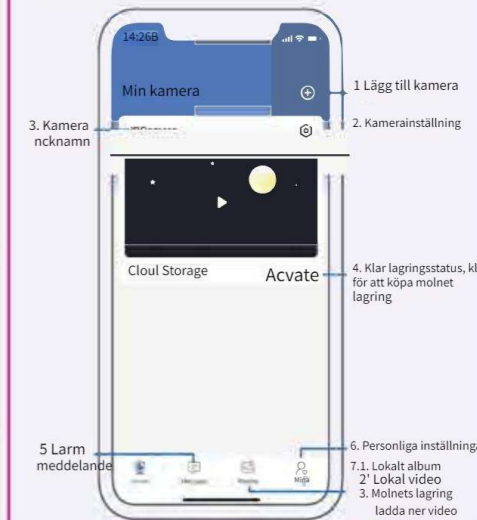 14:26B
Min kamera
1 Lägg till kamera
2. Kamerainställning
3. Kamera
ncknamn
Cloul Storage
Acvate
4. Klar lagringsstatus, kl
för att köpa molnet
lagring
5 Larm
meddelande
6. Personliga inställninga
7.1. Lokalt album
2' Lokal video
3. Molnets lagring
ladda ner video